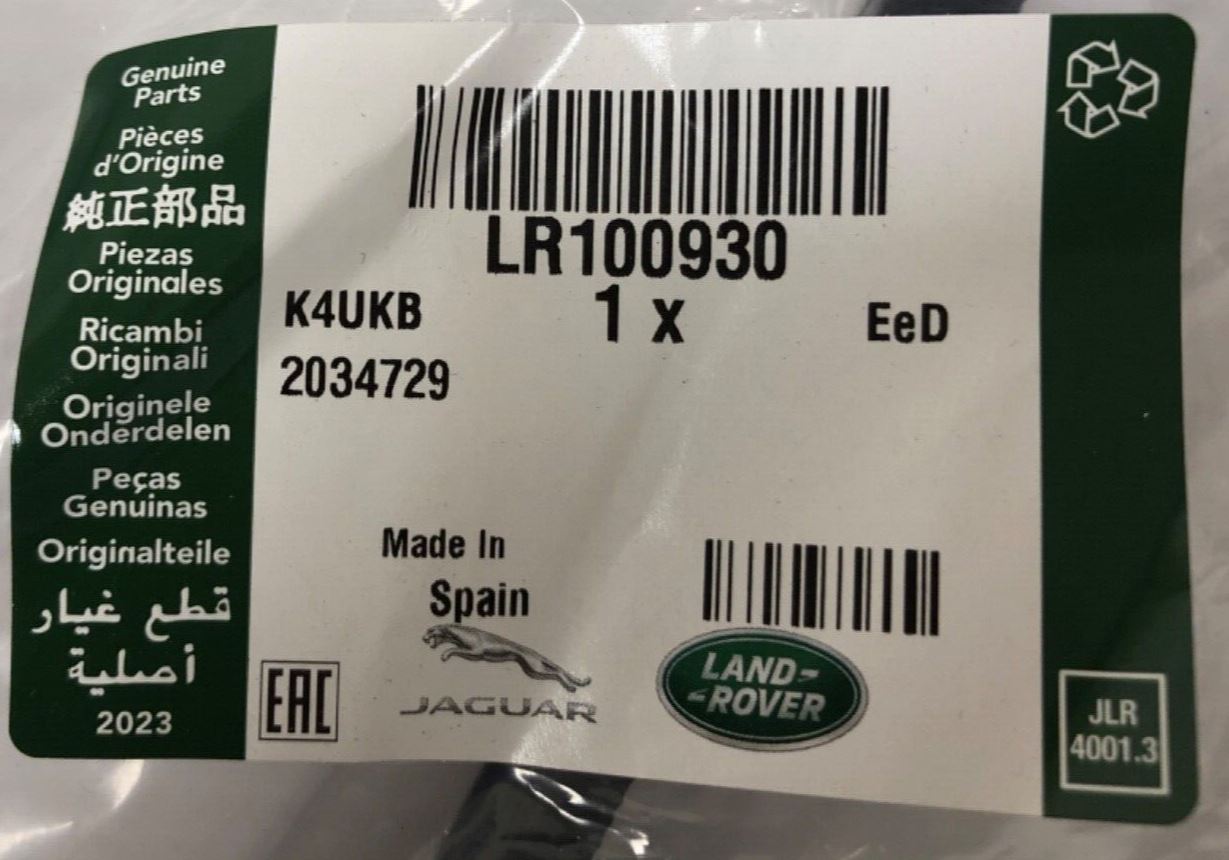 Genuine
Parts
Pièces
d'Origine
純正部品
Piezas
Originales
Ricambi
Originali
Originele
Onderdelen
Peças
Genuinas
Originalteile
قطع غيار
أصلية
2023
LR100930
K4UKB
1 x
EeD
2034729
Made In
Spain
EAC
JAGUAR
LAND-
-ROVER
JLR
4001.3